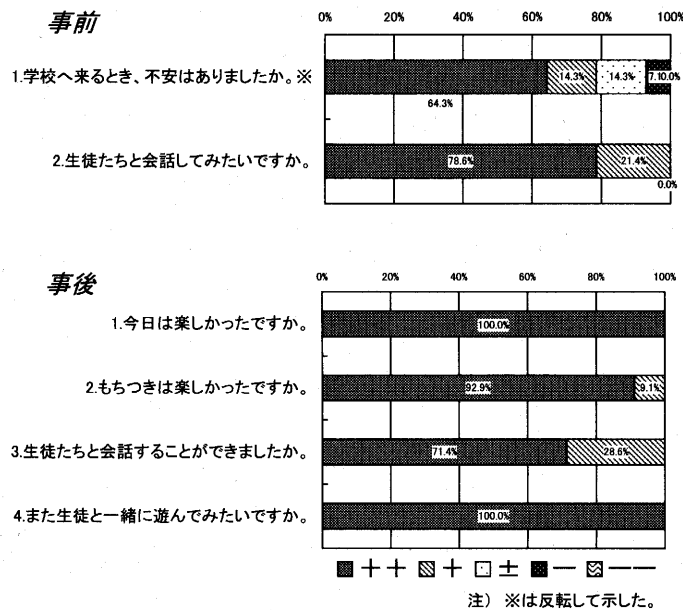 事前
0% 20% 40% 60% 80% 100%
1.学校へ来るとき、不安はありましたか。※
14.3% 14.3% 7.1 0.0%
64.3%
2.生徒たちと会話してみたいですか。
78.6% 21.4%
0.0%
事後
0% 20% 40% 60% 80% 100%
1.今日は楽しかったですか。
100.0%
2.もちつきは楽しかったですか。
92.9% 9.1%
3.生徒たちと会話することができましたか。
71.4% 28.6%
4.また生徒と一緒に遊んでみたいですか。
100.0%
++ + ± − −−
注) ※は反転して示した。